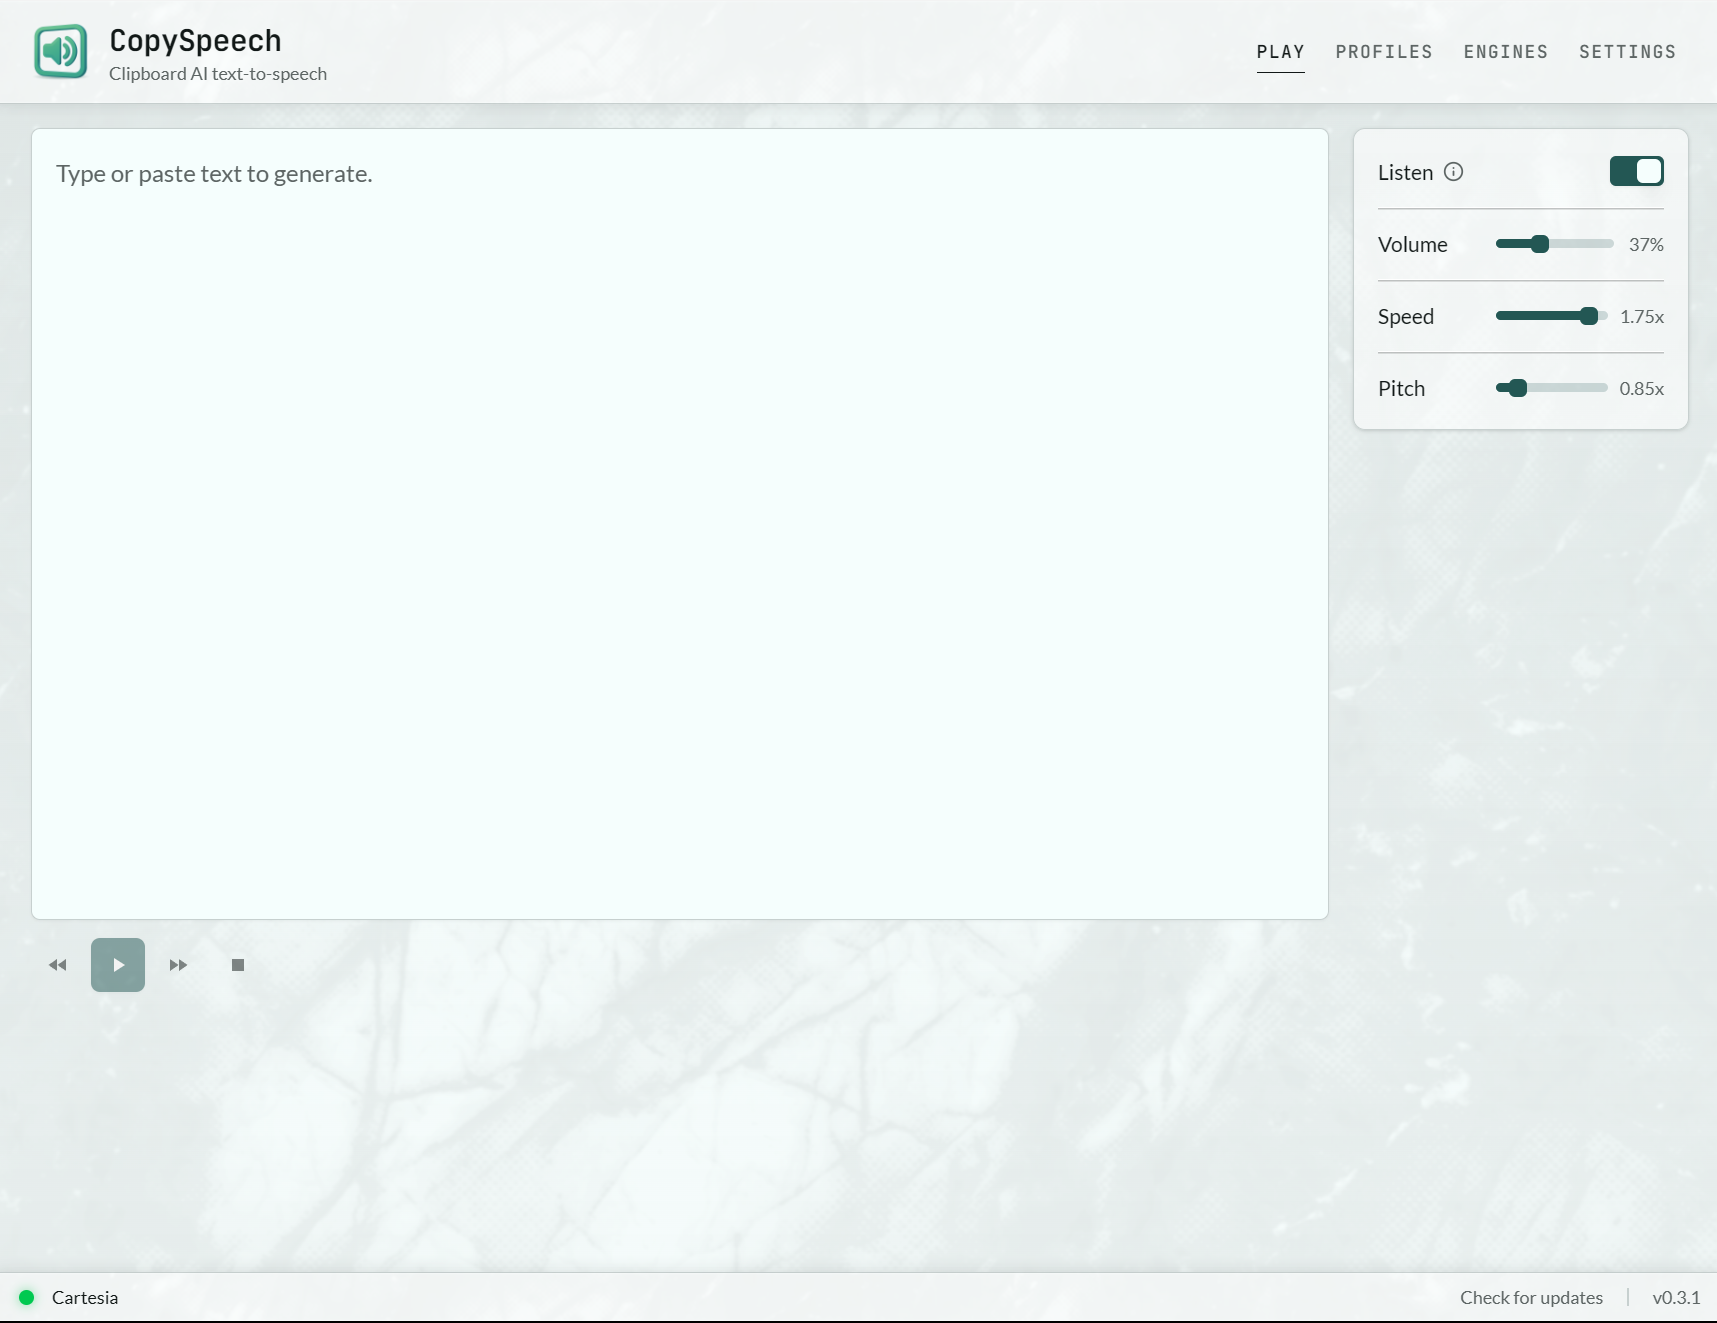 CopySpeech
Clipboard AI text-to-speech
PLAY
PROFILES
ENGINES
SETTINGS
Type or paste text to generate.
Listen
Volume
37%
Speed
1.75x
Pitch
0.85x
Cartesia
Check for updates
v0.3.1